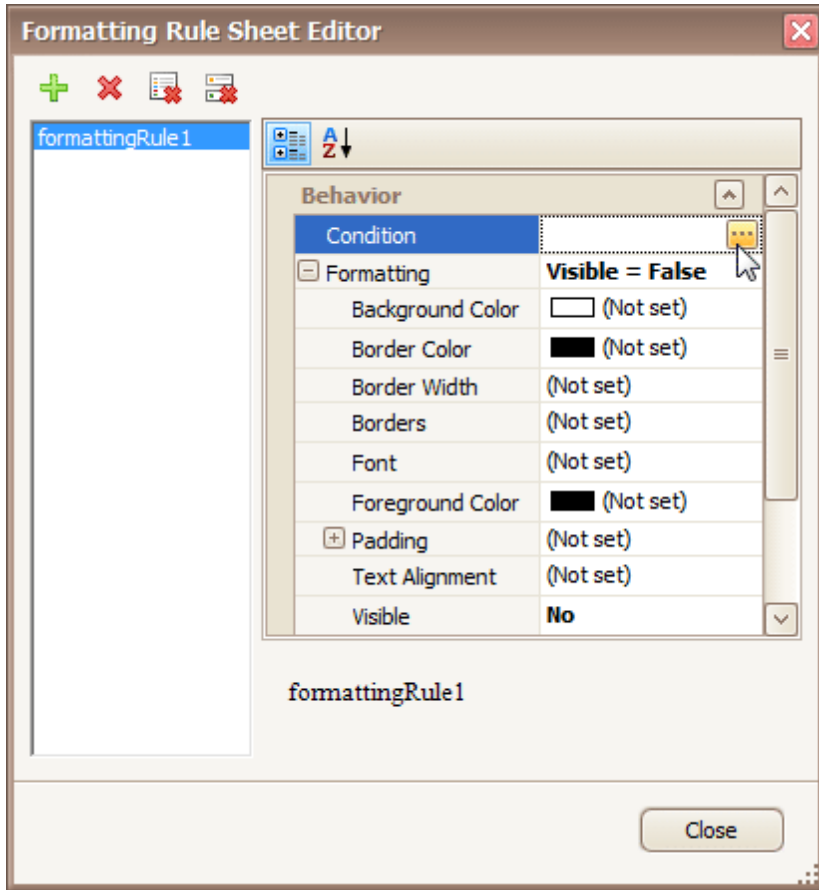 Formatting Rule Sheet Editor
formattingRule1
A
Z
Behavior
Condition
Formatting Visible = False
Background Color (Not set)
Border Color (Not set)
Border Width (Not set)
Borders (Not set)
Font (Not set)
Foreground Color (Not set)
Padding (Not set)
Text Alignment (Not set)
Visible No
formattingRule1
Close